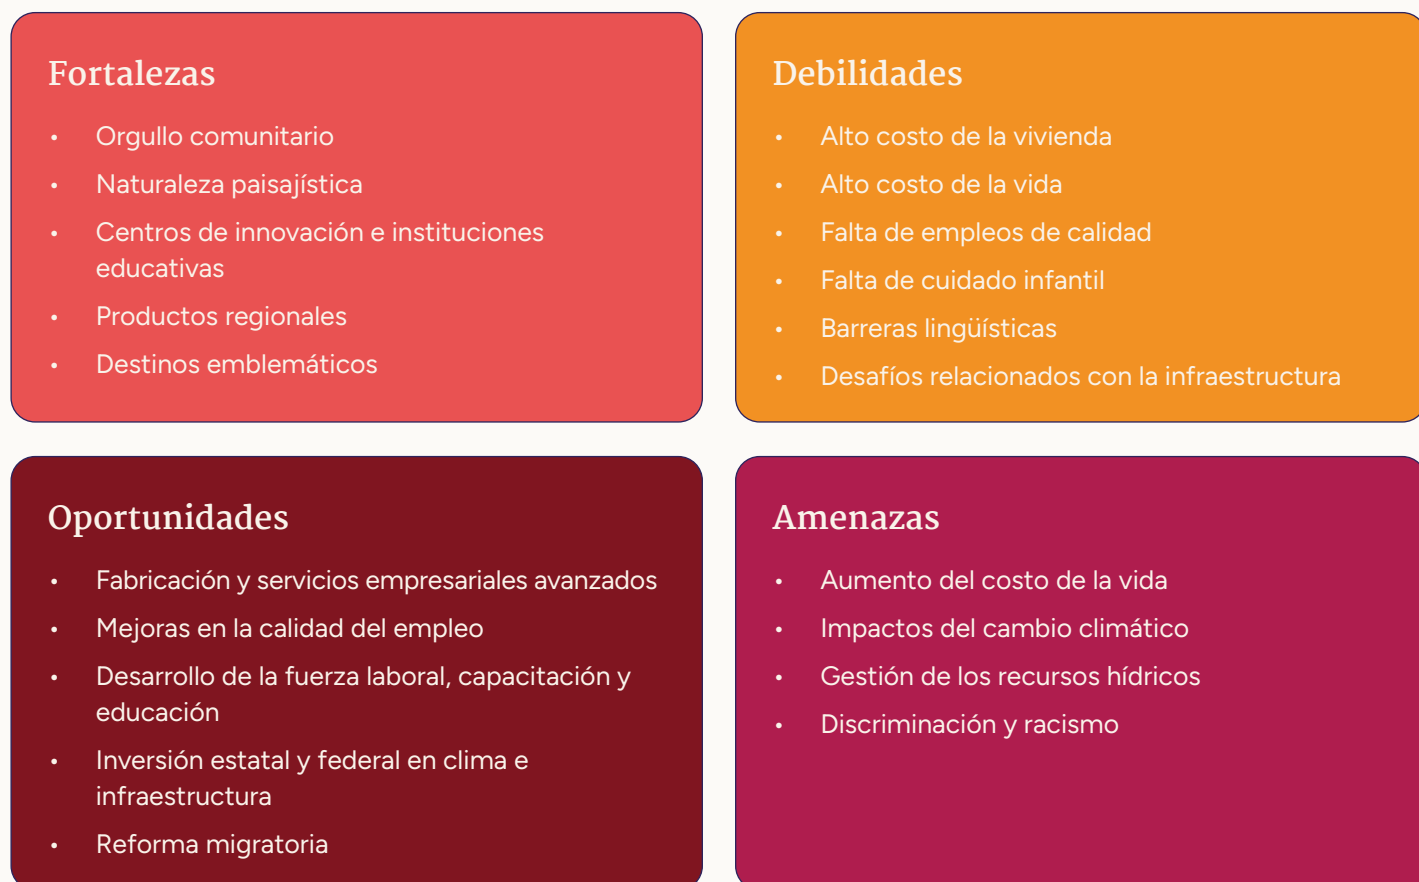 Fortalezas
• Orgullo comunitario
• Naturaleza paisajística
• Centros de innovación e instituciones
educativas
• Productos regionales
• Destinos emblemáticos
Debilidades
• Alto costo de la vivienda
• Alto costo de la vida
• Falta de empleos de calidad
• Falta de cuidado infantil
• Barreras lingüísticas
• Desafíos relacionados con la infraestructura
Oportunidades
• Fabricación y servicios empresariales avanzados
• Mejoras en la calidad del empleo
• Desarrollo de la fuerza laboral, capacitación y
educación
• Inversión estatal y federal en clima e
infraestructura
• Reforma migratoria
Amenazas
• Aumento del costo de la vida
• Impactos del cambio climático
• Gestión de los recursos hídricos
• Discriminación y racismo